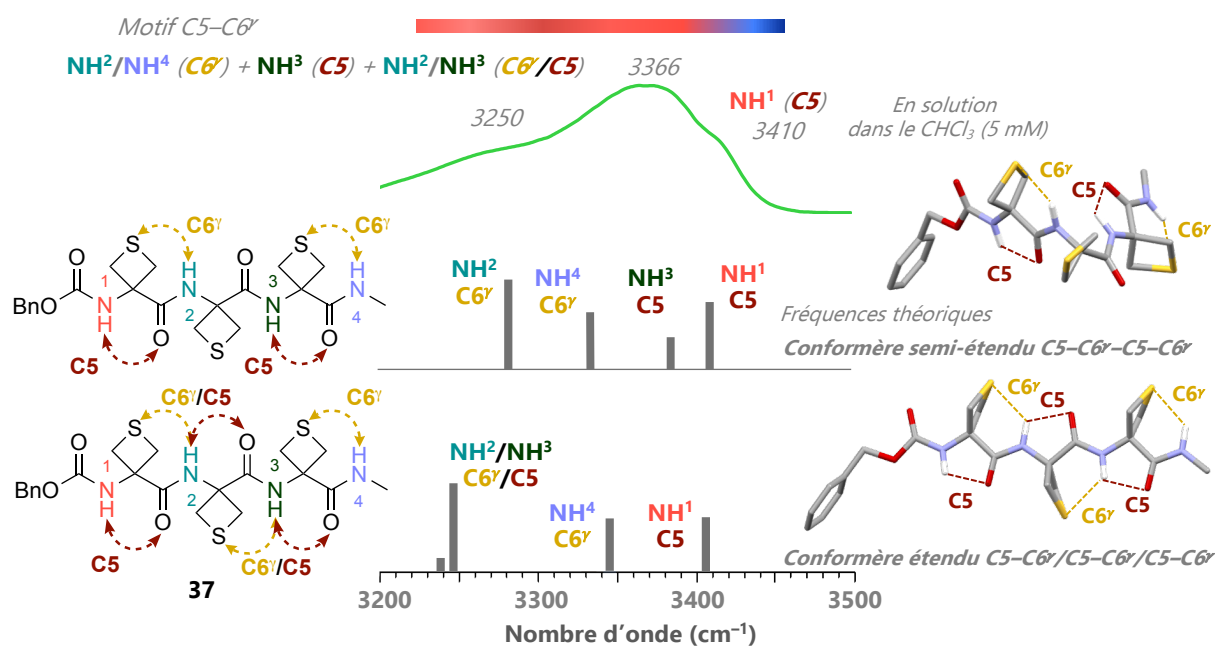 Motif C5–C6ᵞ
NH²/NH⁴ (C6ᵞ) + NH³ (C5) + NH²/NH³ (C6ᵞ/C5)
3250
3366
NH¹ (C5)
3410
En solution
dans le CHCl₃ (5 mM)
C6ᵞ
C5
C6ᵞ
C5
C6ᵞ
C6ᵞ
S
S
H
H
O
1
O
3
N
N
BnO
N
N
4
H
2
H
O
O
S
C5
C5
NH²
C6ᵞ
NH⁴
C6ᵞ
NH³
C5
NH¹
C5
Fréquences théoriques
Conformère semi-étendu C5–C6ᵞ–C5–C6ᵞ
C6ᵞ/C5
C6ᵞ
S
O
S
H
H
O
1
3
N
N
BnO
N
N
4
H
2
H
O
O
S
C5
C6ᵞ/C5
37
NH²/NH³
C6ᵞ/C5
NH⁴
C6ᵞ
NH¹
C5
C6ᵞ
C5
C6ᵞ
C5
C6ᵞ
C5
Conformère étendu C5–C6ᵞ/C5–C6ᵞ/C5–C6ᵞ
3200
3300
3400
3500
Nombre d’onde (cm⁻¹)